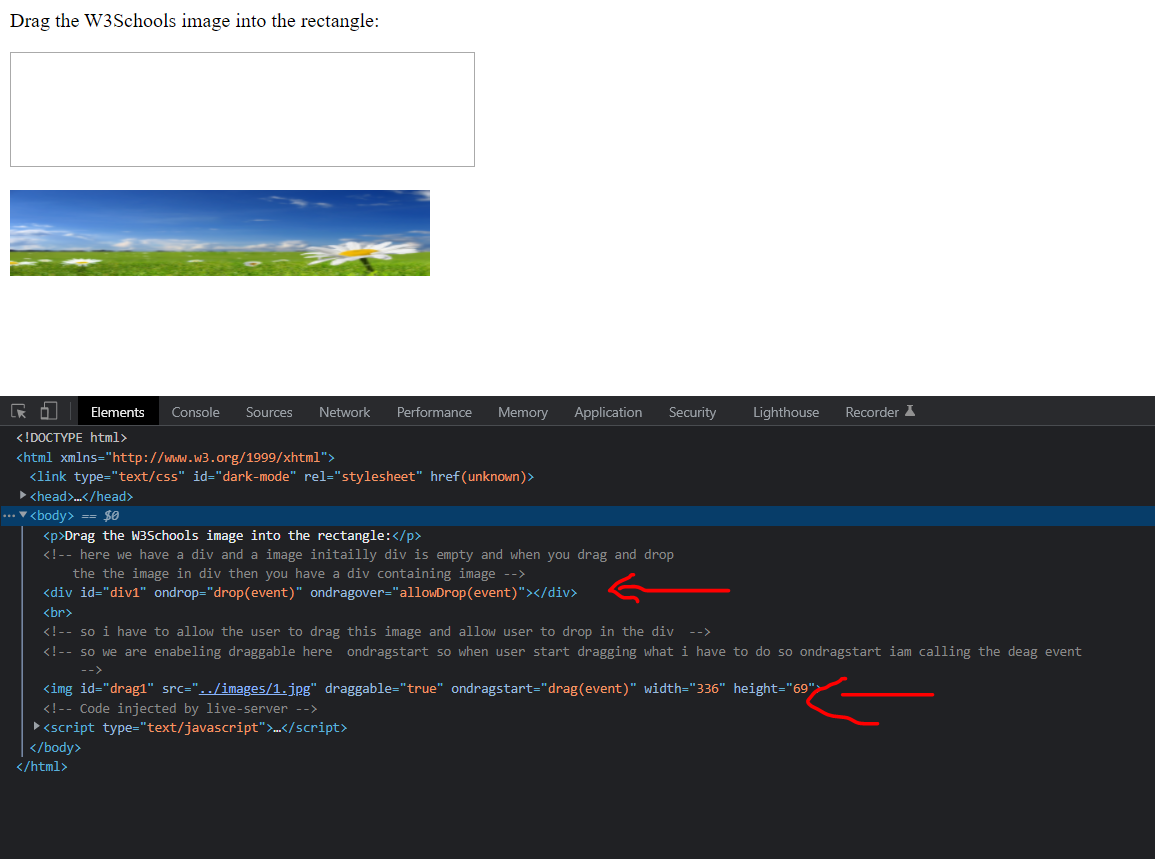 Drag the W3Schools image into the rectangle:
Elements Console Sources Network Performance Memory Application Security Lighthouse Recorder
<!DOCTYPE html>
<html xmlns="http://www.w3.org/1999/xhtml">
<link type="text/css" id="dark-mode" rel="stylesheet" href(unknown)>
<head>…</head>
<body> == $0
<p>Drag the W3Schools image into the rectangle:</p>
<!-- here we have a div and a image initailly div is empty and when you drag and drop
the the image in div then you have a div containing image -->
<div id="div1" ondrop="drop(event)" ondragover="allowDrop(event)"></div>
<br>
<!-- so i have to allow the user to drag this image and allow user to drop in the div -->
<!-- so we are enabeling draggable here ondragstart so when user start dragging what i have to do so ondragstart iam calling the deag event
-->
<img id="drag1" src="../images/1.jpg" draggable="true" ondragstart="drag(event)" width="336" height="69">
<!-- Code injected by live-server -->
<script type="text/javascript">…</script>
</body>
</html>